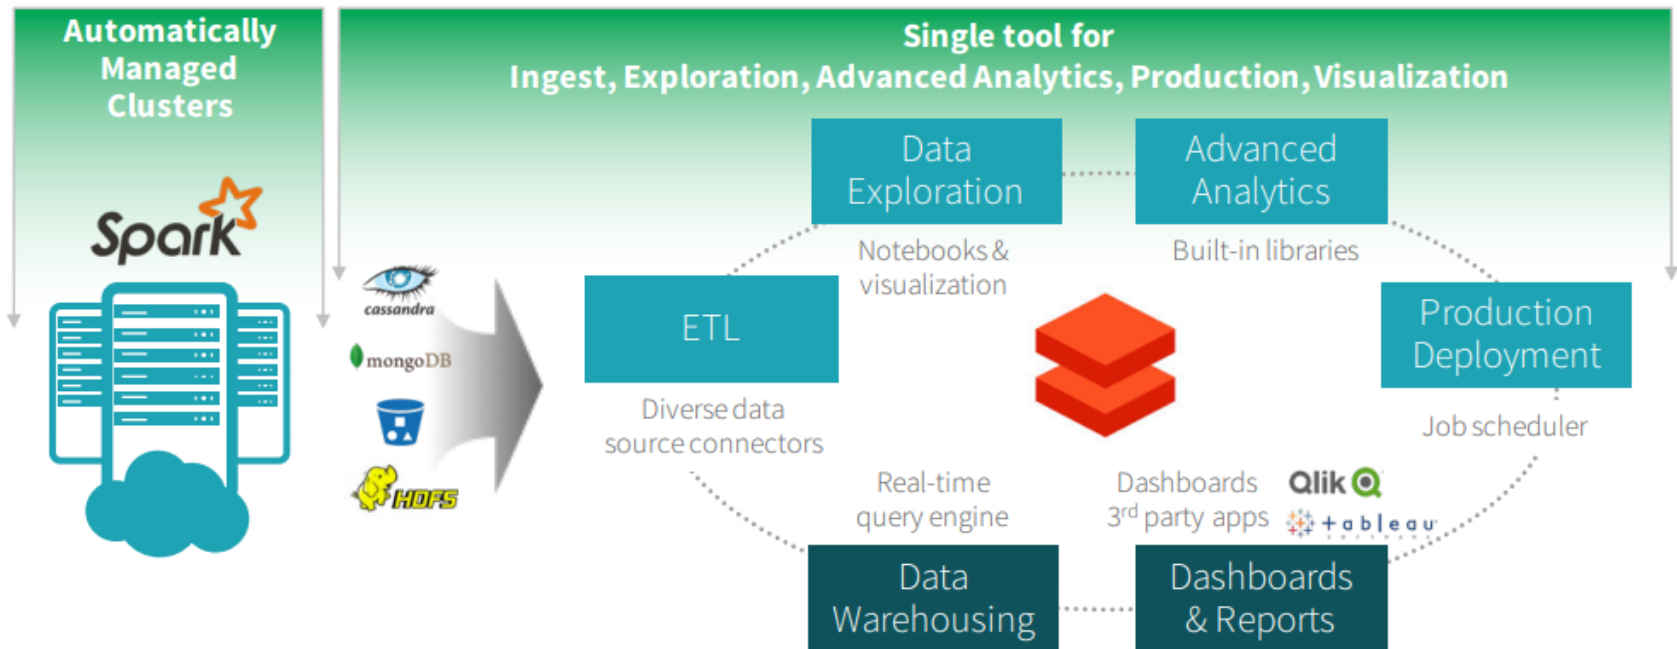 Automatically
Managed
Clusters
Single tool for
Ingest, Exploration, Advanced Analytics, Production, Visualization
Spark
cassandra
mongoDB
HDFS
ETL
Diverse data
source connectors
Data
Exploration
Notebooks &
visualization
Advanced
Analytics
Built-in libraries
Production
Deployment
Job scheduler
Real-time
query engine
Data
Warehousing
Dashboards
3rd party apps
Qlik
+ableau
Dashboards
& Reports